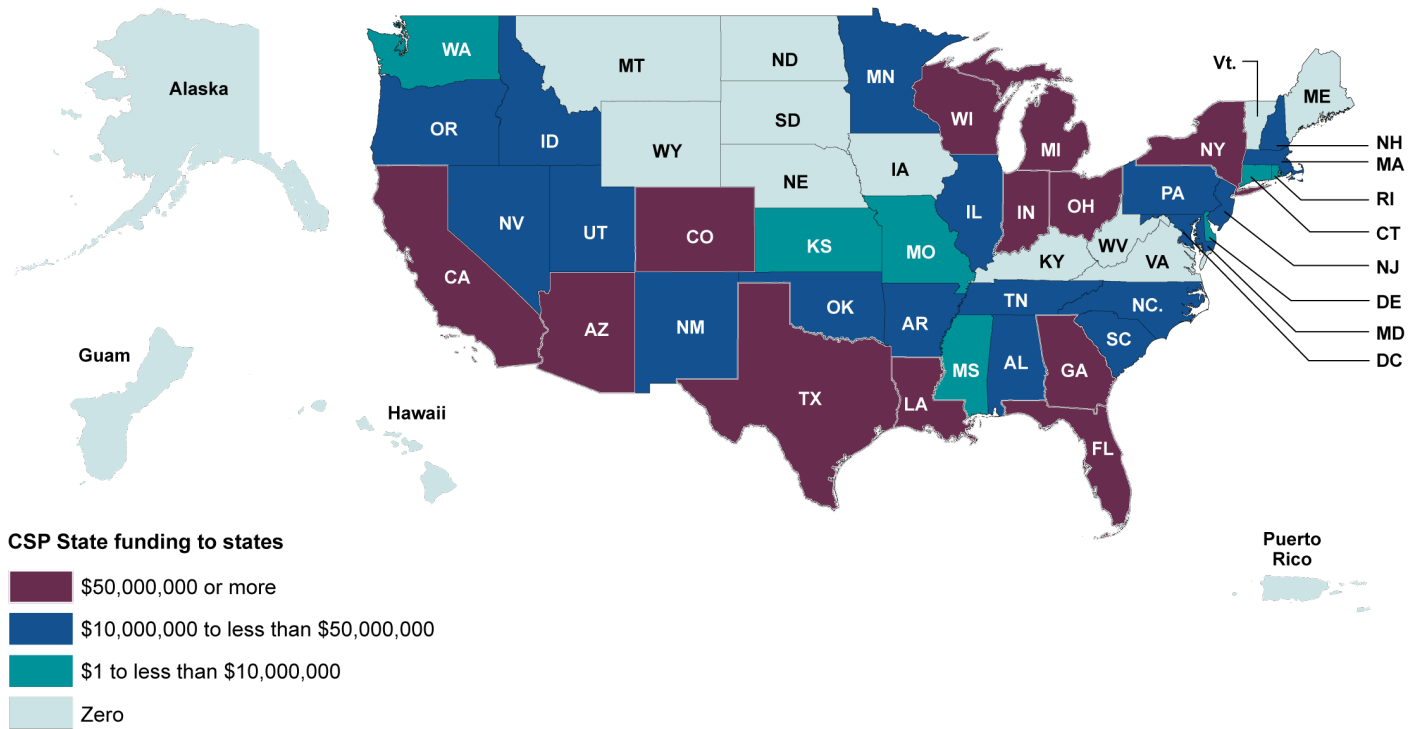 Alaska
WA
MT
ND
MN
Vt.
ME
OR
ID
SD
WI
MI
NY
NH
MA
WY
IA
NE
PA
RI
NV
UT
CO
IL
IN
OH
CT
KS
MO
WV
KY
VA
NJ
CA
DE
TN
NC.
OK
AZ
NM
AR
SC
MD
DC
MS
AL
GA
Guam
TX
LA
Hawaii
FL
CSP State funding to states
$50,000,000 or more
$10,000,000 to less than $50,000,000
$1 to less than $10,000,000
Zero
Puerto
Rico